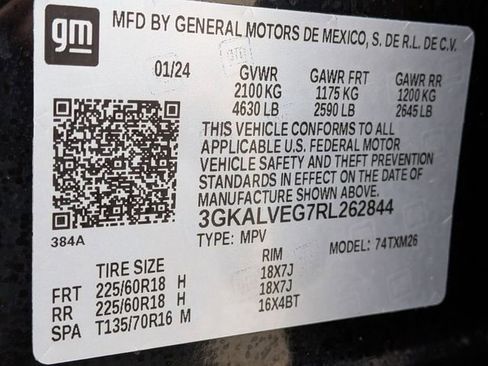 gm
MFD BY GENERAL MOTORS DE MEXICO, S. DE R.L. DE C.V.
01/24 GVWR GAWR FRT GAWR RR
2100 KG 1175 KG 1200 KG
4630 LB 2590 LB 2645 LB
THIS VEHICLE CONFORMS TO ALL
APPLICABLE U.S. FEDERAL MOTOR
VEHICLE SAFETY AND THEFT PREVENTION
STANDARDS IN EFFECT ON THE DATE OF
MANUFACTURE SHOWN ABOVE.
3GKALVEG7RL262844
384A
TYPE: MPV MODEL: 74TXM26
TIRE SIZE RIM
FRT 225/60R18 H 18X7J
RR 225/60R18 H 18X7J
SPA T135/70R16 M 16X4BT